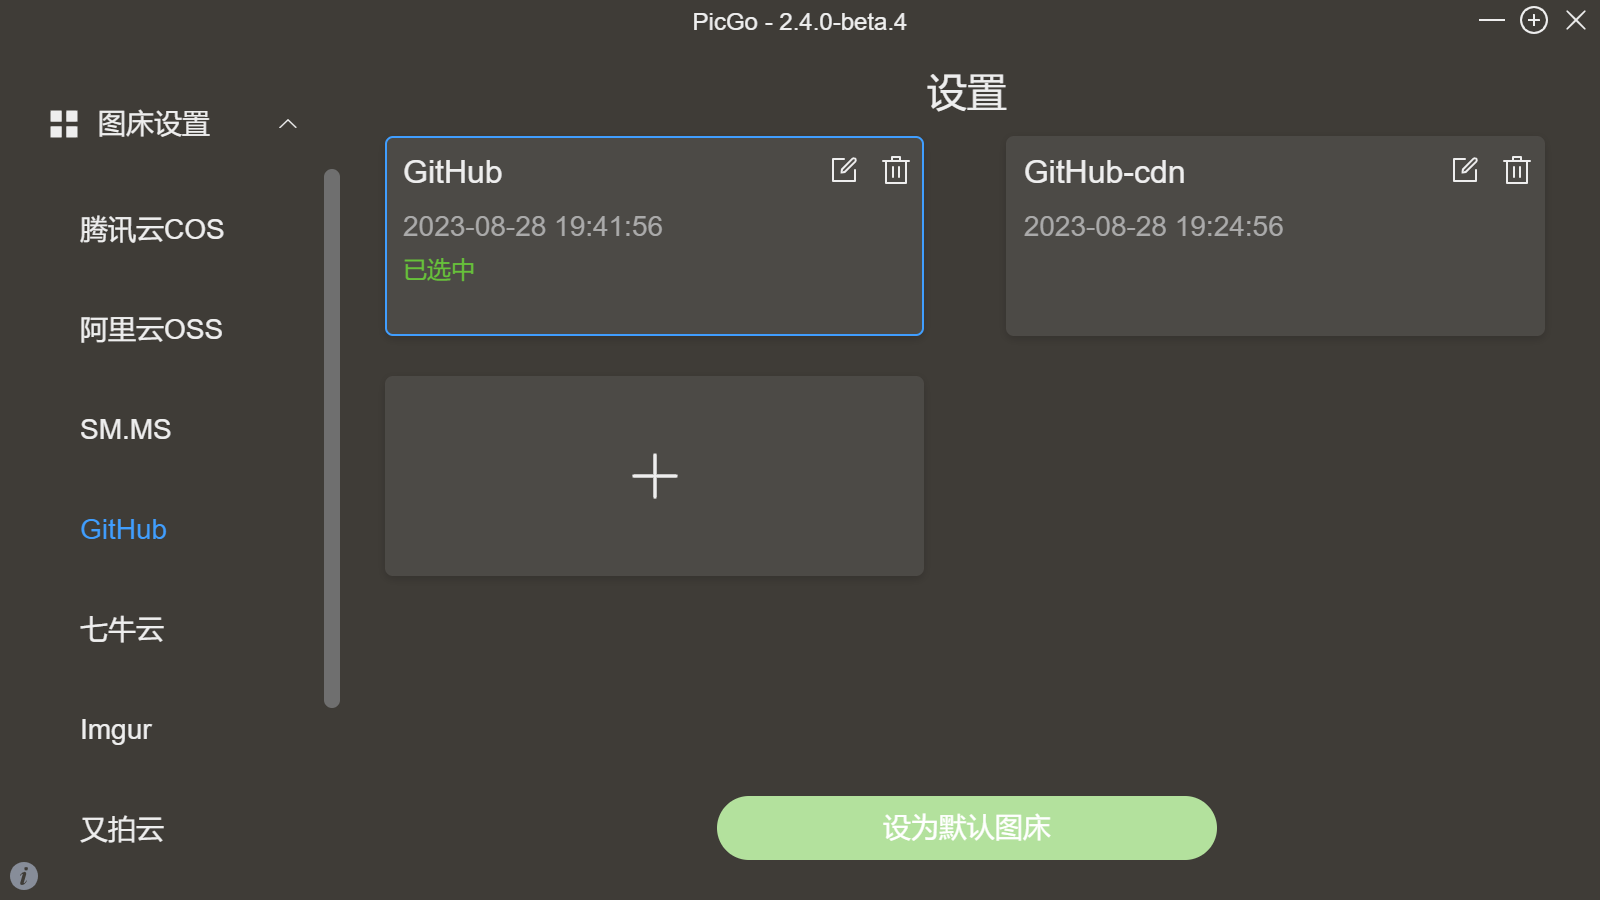 PicGo - 2.4.0-beta.4
图床设置
腾讯云COS
阿里云OSS
SM.MS
GitHub
七牛云
Imgur
又拍云
设置
GitHub
2023-08-28 19:41:56
已选中
GitHub-cdn
2023-08-28 19:24:56
设为默认图床